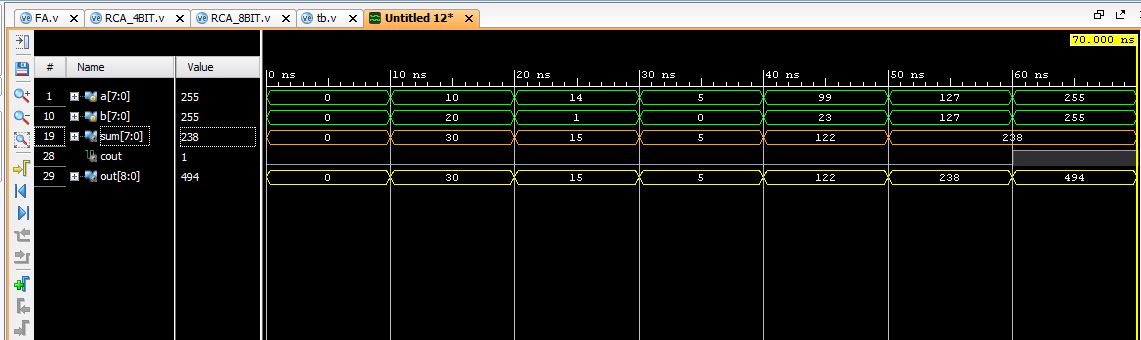 FA.v RCA_4BIT.v RCA_8BIT.v tb.v Untitled 12*
70.000 ns
# Name Value
0 ns 10 ns 20 ns 30 ns 40 ns 50 ns 60 ns
1 a[7:0] 255 0 10 14 5 99 127 255
10 b[7:0] 255 0 20 1 0 23 127 255
19 sum[7:0] 238 0 30 15 5 122 238
28 cout 1
29 out[8:0] 494 0 30 15 5 122 238 494